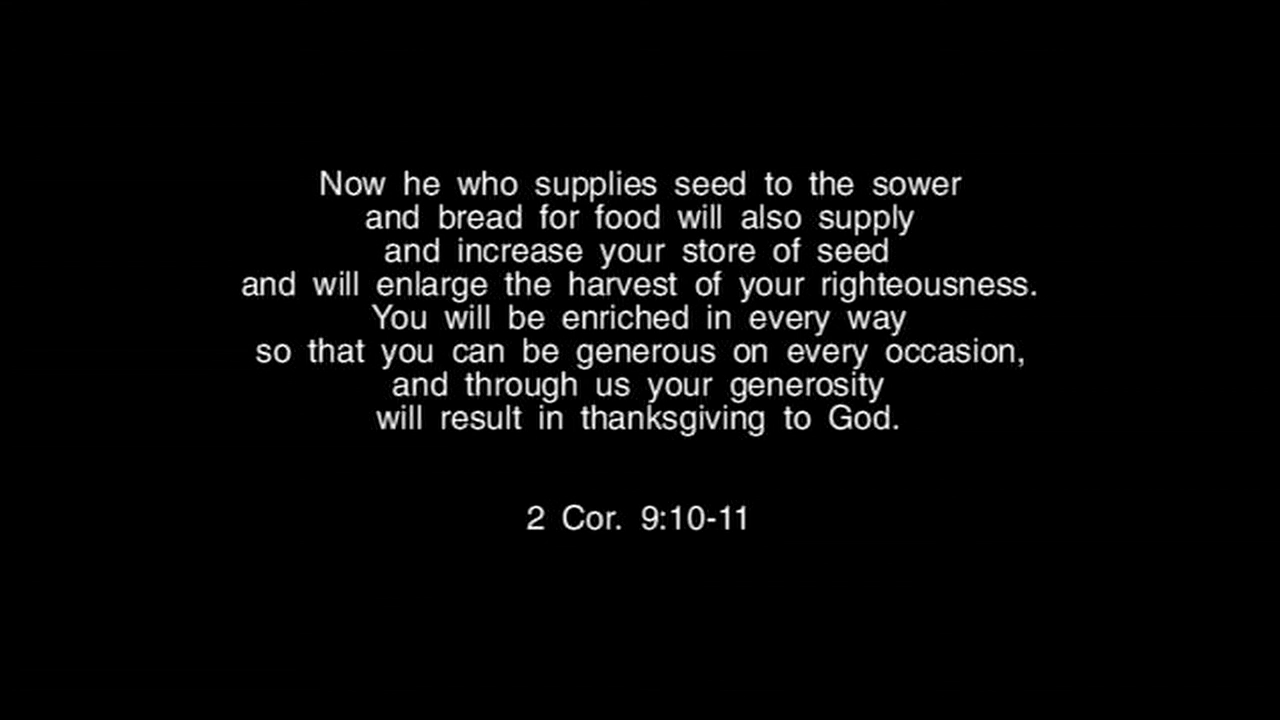 Now he who supplies seed to the sower
and bread for food will also supply
and increase your store of seed
and will enlarge the harvest of your righteousness.
You will be enriched in every way
so that you can be generous on every occasion,
and through us your generosity
will result in thanksgiving to God.
2 Cor. 9:10-11